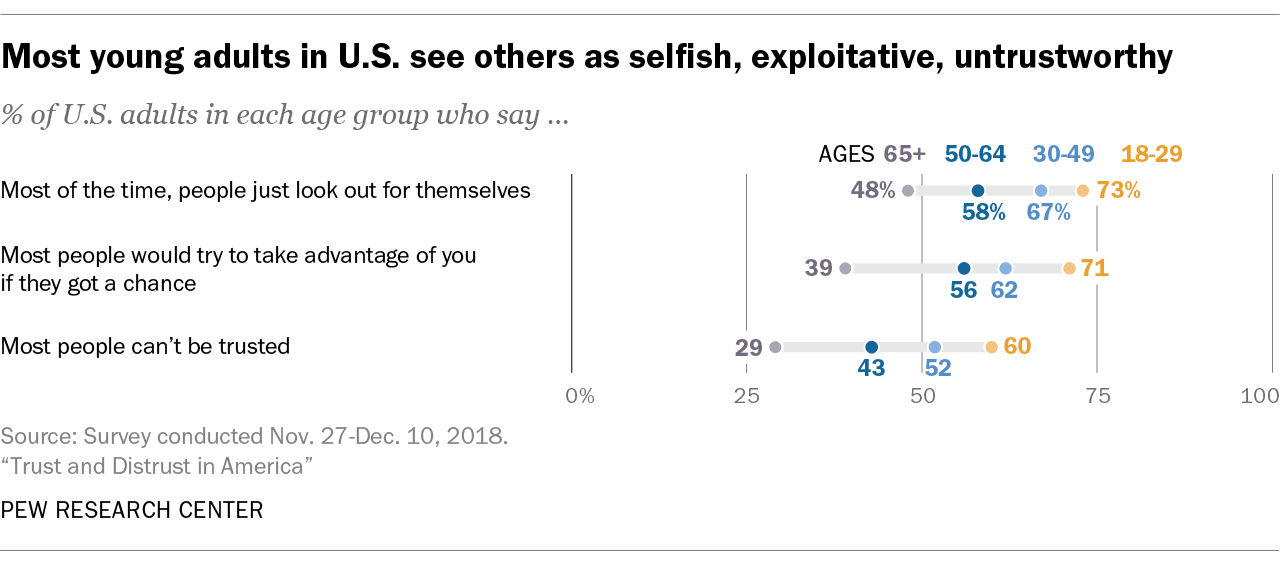 Most young adults in U.S. see others as selfish, exploitative, untrustworthy
% of U.S. adults in each age group who say ...
AGES 65+ 50-64 30-49 18-29
Most of the time, people just look out for themselves
48% 73%
58% 67%
Most people would try to take advantage of you
if they got a chance
39 71
56 62
Most people can’t be trusted
29 60
43 52
0% 25 50 75 100
Source: Survey conducted Nov. 27-Dec. 10, 2018.
“Trust and Distrust in America”
PEW RESEARCH CENTER